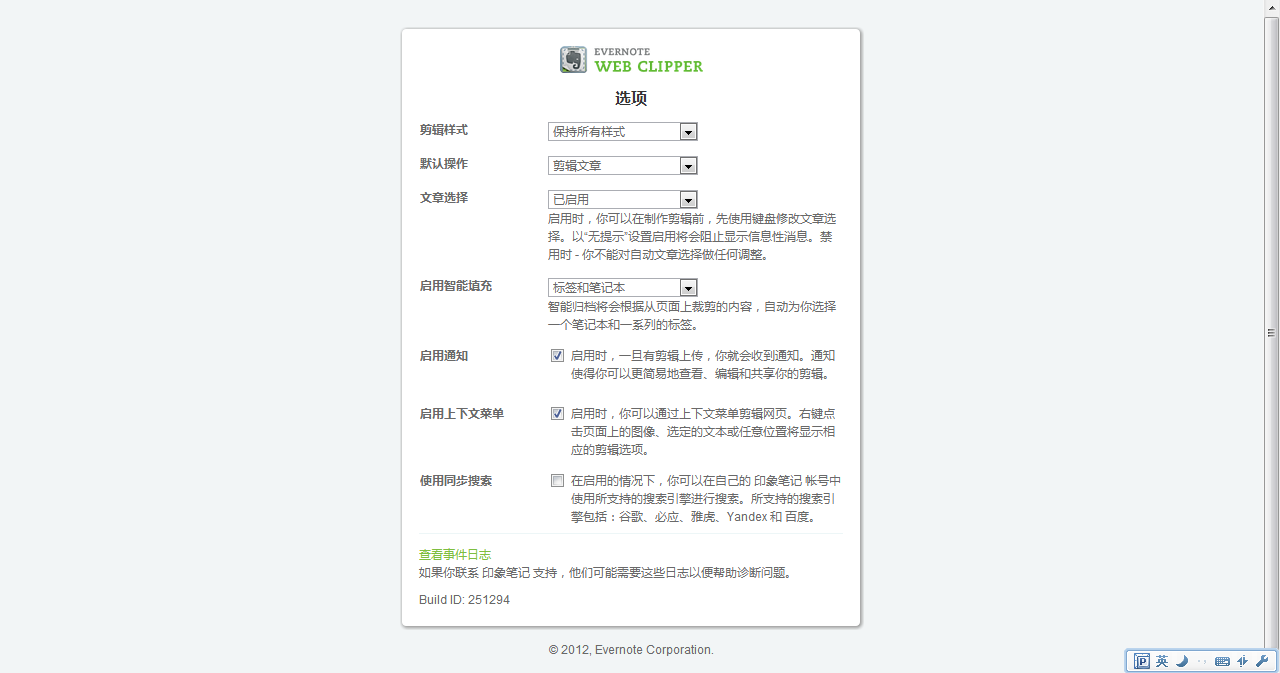 EVERNOTE
WEB CLIPPER
选项
剪辑样式 保持所有样式
默认操作 剪辑文章
文章选择 已启用
启用时，你可以在制作剪辑前，先使用键盘修改文章选
择。以“无提示”设置启用将会阻止显示信息性消息。禁
用时 - 你不能对自动文章选择做任何调整。
启用智能填充 标签和笔记本
智能归档将会根据从页面上裁剪的内容，自动为你选择
一个笔记本和一系列的标签。
启用通知 启用时，一旦有剪辑上传，你就会收到通知。通知
使得你可以更简易地查看、编辑和共享你的剪辑。
启用上下文菜单 启用时，你可以通过上下文菜单剪辑网页。右键点
击页面上的图像、选定的文本或任意位置将显示相
应的剪辑选项。
使用同步搜索 在启用的情况下，你可以在自己的 印象笔记 帐号中
使用所支持的搜索引擎进行搜索。所支持的搜索引
擎包括：谷歌、必应、雅虎、Yandex 和 百度。
查看事件日志
如果你联系 印象笔记 支持，他们可能需要这些日志以便帮助诊断问题。
Build ID: 251294
© 2012, Evernote Corporation.
P 英